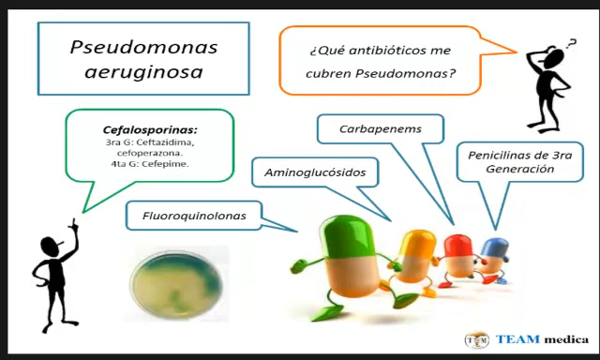 Pseudomonas
aeruginosa
¿Qué antibióticos me
cubren Pseudomonas?
?
Cefalosporinas:
3ra G: Ceftazidima,
cefoperazona.
4ta G: Cefepime.
Carbapenems
Penicilinas de 3ra
Generación
Aminoglucósidos
Fluoroquinolonas
TEAM medica